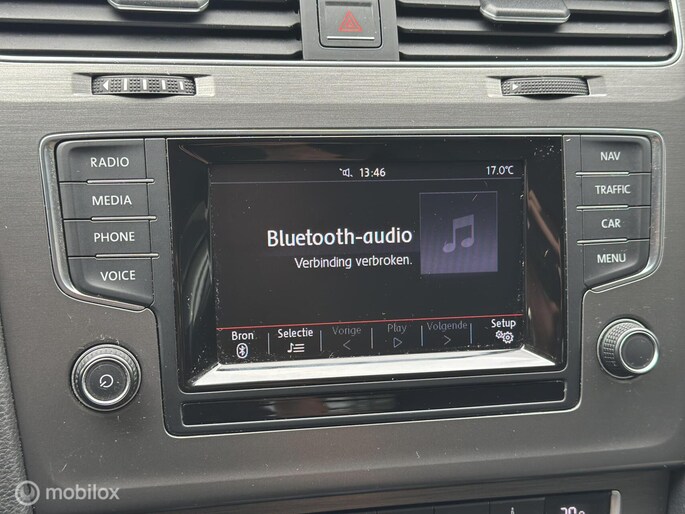 RADIO
MEDIA
PHONE
VOICE
13:46 17.0°C
Bluetooth-audio
Verbinding verbroken.
Bron Selectie Vorige Play Volgende Setup
NAV
TRAFFIC
CAR
MENU
mobilox